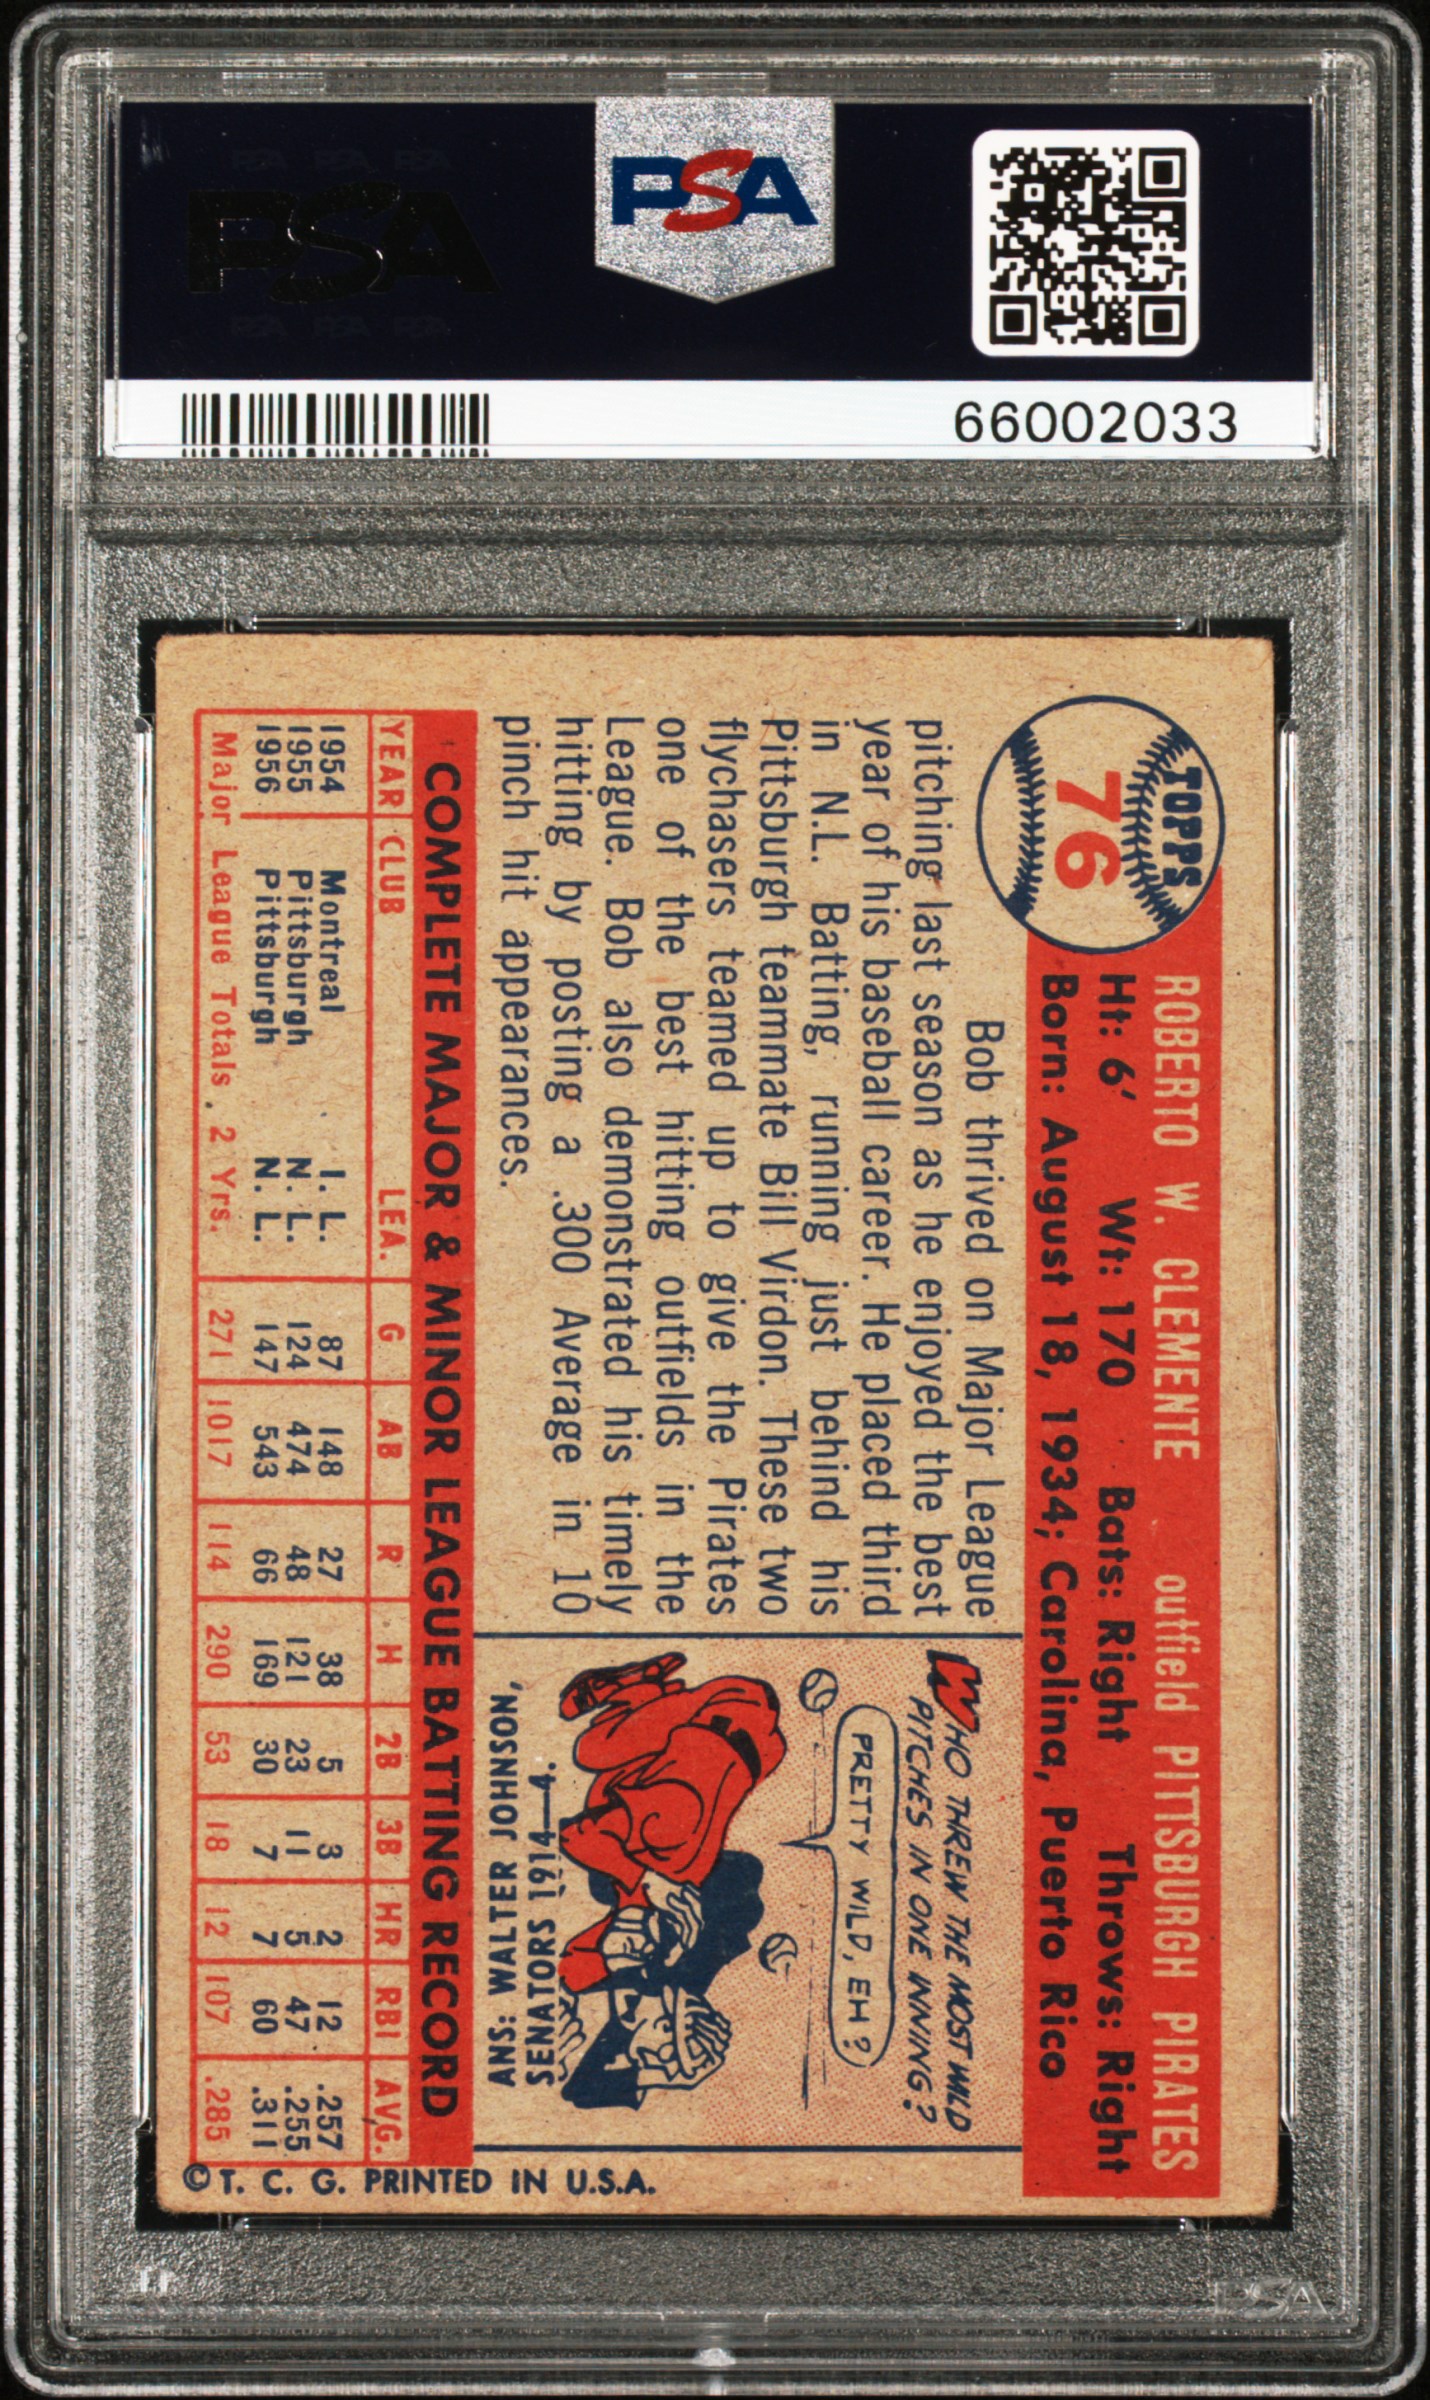 PSA
PSA PSA PSA
PSA
PSA PSA PSA
66002033
TOPPS
76
ROBERTO W. CLEMENTE outfield PITTSBURGH PIRATES
Ht: 6' Wt: 170 Bats: Right Throws: Right
Born: August 18, 1934; Carolina, Puerto Rico
Bob thrived on Major League
pitching last season as he enjoyed the best
year of his baseball career. He placed third
in N.L. Batting, running just behind his
Pittsburgh teammate Bill Virdon. These two
flychasers teamed up to give the Pirates
one of the best hitting outfields in the
League. Bob also demonstrated his timely
hitting by posting a .300 Average in 10
pinch hit appearances.
WHO THREW THE MOST WILD
PITCHES IN ONE INNING?
PRETTY WILD, EH?
ANS: WALTER JOHNSON,
SENATORS 1914—4.
COMPLETE MAJOR & MINOR LEAGUE BATTING RECORD
YEAR CLUB LEA. G AB R H 2B 3B HR RBI AVG.
1954 Montreal I. L. 87 148 27 38 5 3 2 12 .257
1955 Pittsburgh N. L. 124 474 48 121 23 11 5 47 .255
1956 Pittsburgh N. L. 147 543 66 169 30 7 7 60 .311
Major League Totals . 2 Yrs. 271 1017 114 290 53 18 12 107 .285
© T. C. G. PRINTED IN U.S.A.
PSA